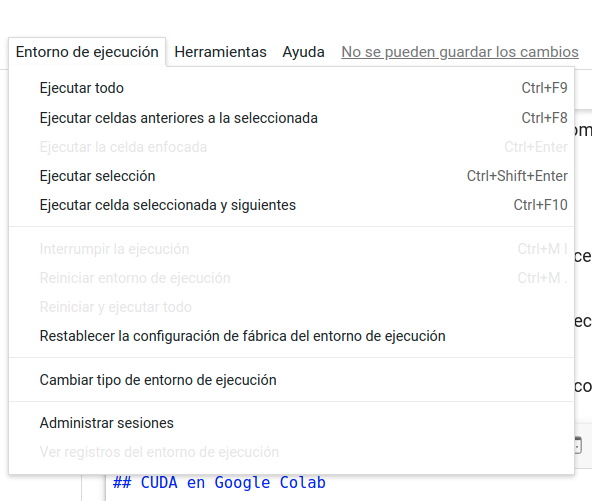 Entorno de ejecución Herramientas Ayuda No se pueden guardar los cambios
Ejecutar todo Ctrl+F9
Ejecutar celdas anteriores a la seleccionada Ctrl+F8
Ejecutar la celda enfocada Ctrl+Enter
Ejecutar selección Ctrl+Shift+Enter
Ejecutar celda seleccionada y siguientes Ctrl+F10
Interrumpir la ejecución Ctrl+M I
Reiniciar entorno de ejecución Ctrl+M .
Reiniciar y ejecutar todo
Restablecer la configuración de fábrica del entorno de ejecución
Cambiar tipo de entorno de ejecución
Administrar sesiones
Ver registros del entorno de ejecución
## CUDA en Google Colab